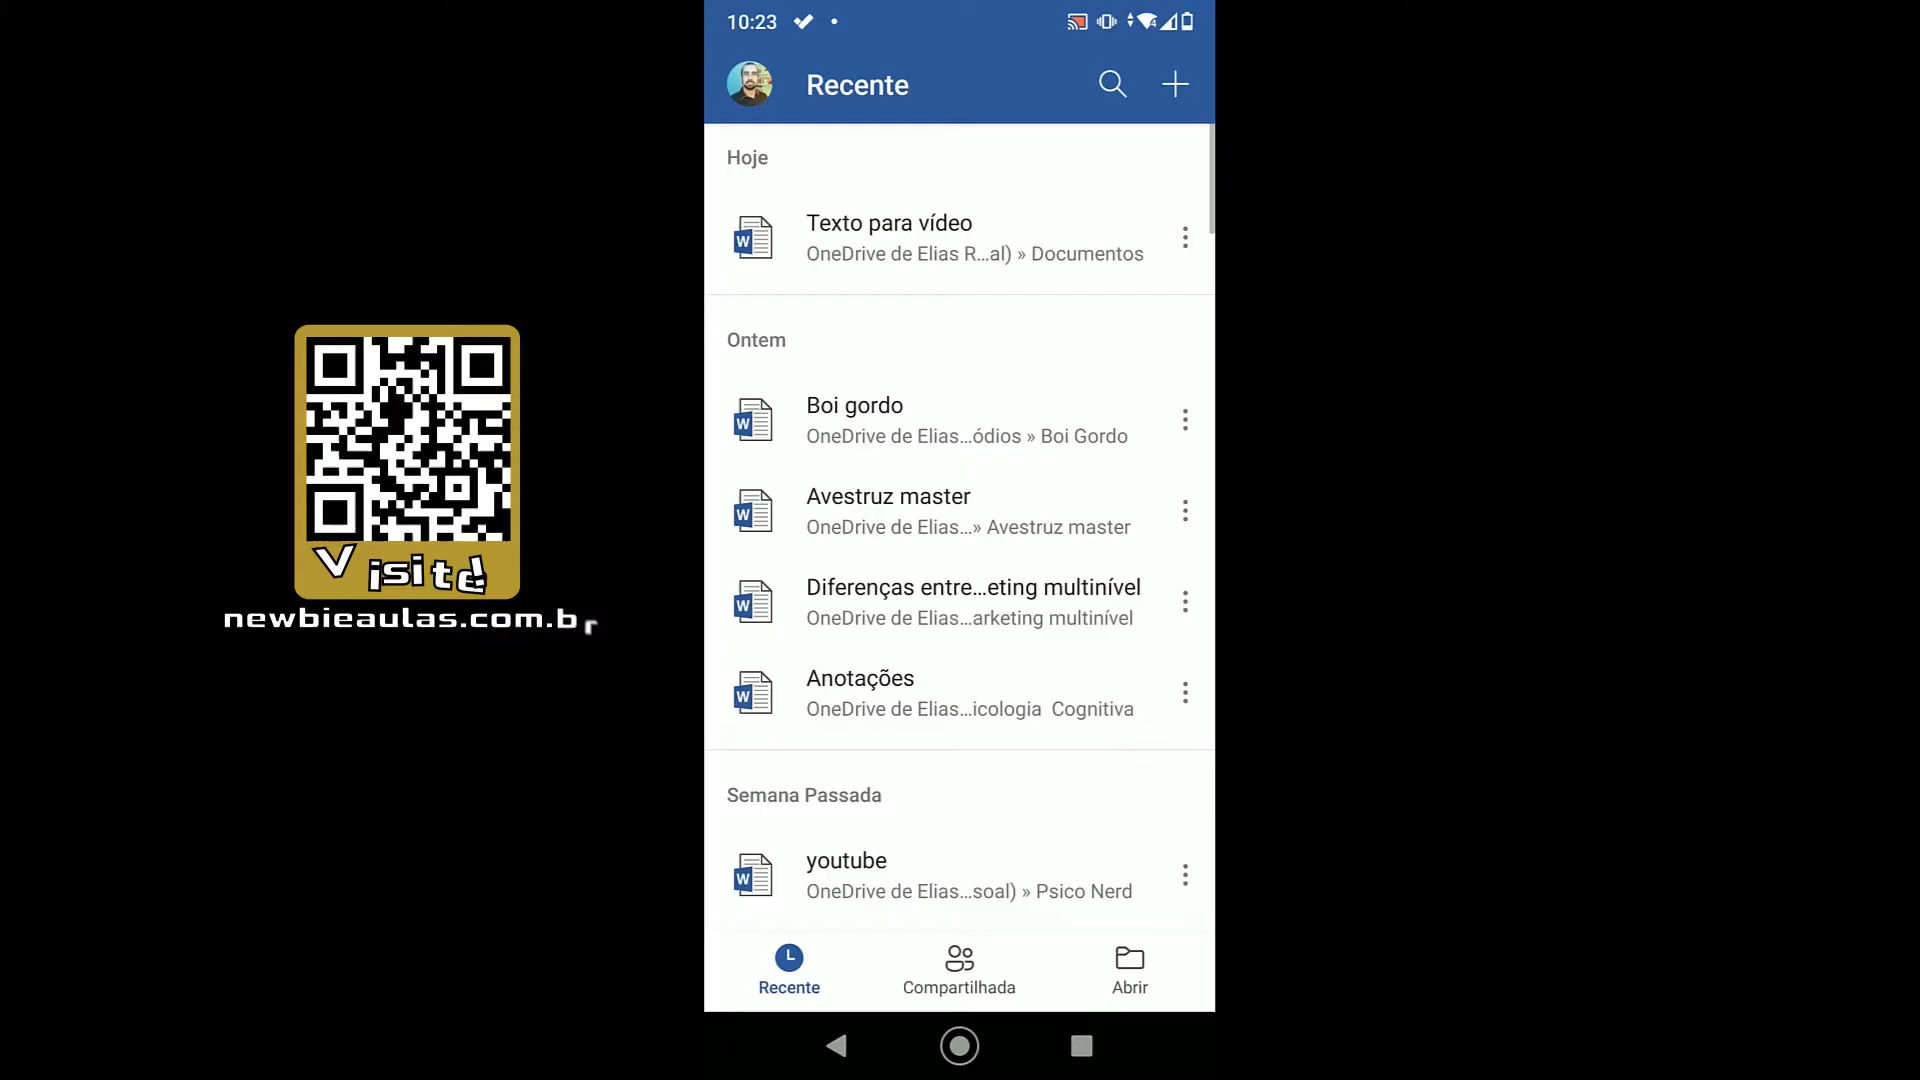 10:23
Recente
Hoje
Texto para vídeo
OneDrive de Elias R...al) » Documentos
Ontem
Boi gordo
OneDrive de Elias...ódios » Boi Gordo
Avestruz master
OneDrive de Elias...» Avestruz master
Diferenças entre...eting multinível
OneDrive de Elias...arketing multinível
Anotações
OneDrive de Elias...icologia Cognitiva
Semana Passada
youtube
OneDrive de Elias...soal) » Psico Nerd
Recente
Compartilhada
Abrir
Visite!
newbieaulas.com.br